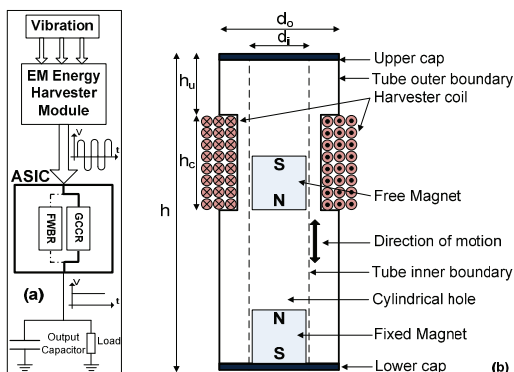 Vibration
EM Energy
Harvester
Module
V
t
ASIC
FWBR
GCCR
(a)
V
t
Output
Capacitor
Load
do
di
hu
hc
h
Upper cap
Tube outer boundary
Harvester coil
S
N
Free Magnet
Direction of motion
Tube inner boundary
Cylindrical hole
N
S
Fixed Magnet
Lower cap
(b)